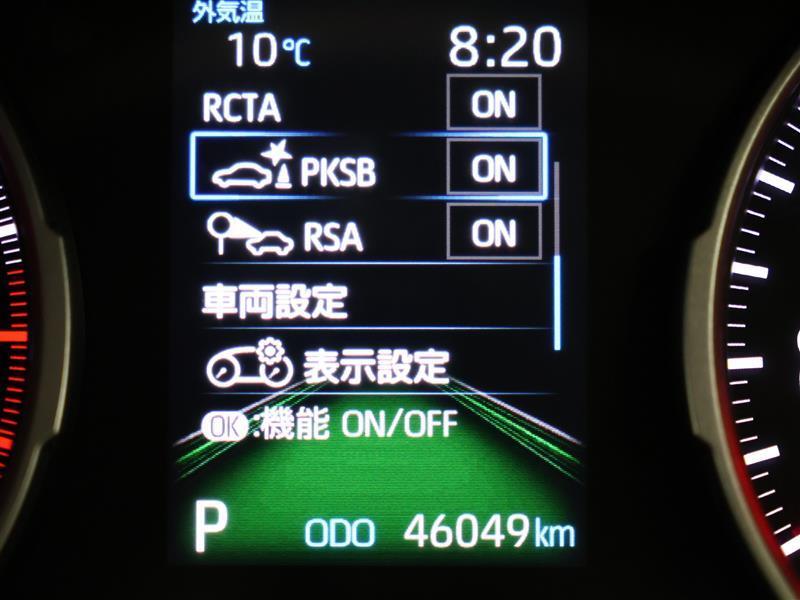 外気温
10℃ 8:20
RCTA ON
PKSB ON
RSA ON
車両設定
表示設定
OK:機能 ON/OFF
P ODO 46049km